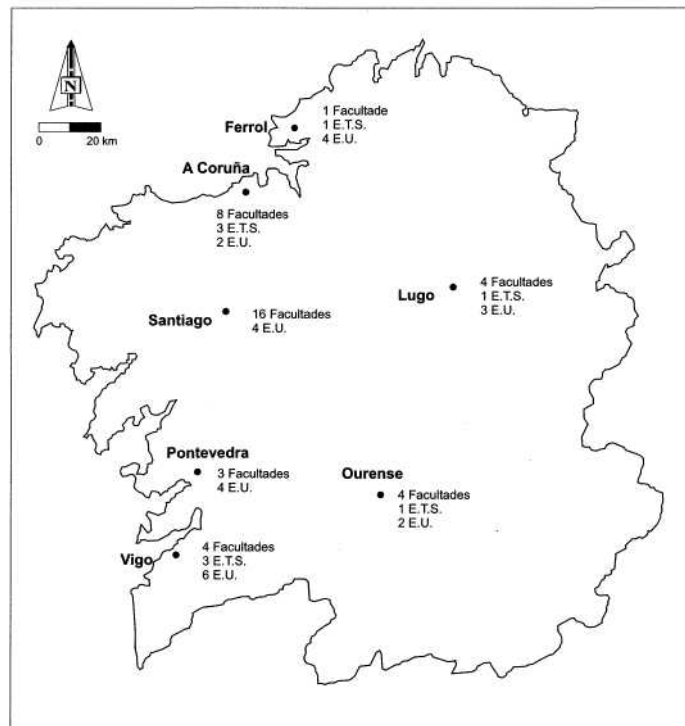 N
0 20 km
Ferrol
1 Facultade
1 E.T.S.
4 E.U.
A Coruña
8 Facultades
3 E.T.S.
2 E.U.
Lugo
4 Facultades
1 E.T.S.
3 E.U.
Santiago
16 Facultades
4 E.U.
Pontevedra
3 Facultades
4 E.U.
Ourense
4 Facultades
1 E.T.S.
2 E.U.
Vigo
4 Facultades
3 E.T.S.
6 E.U.